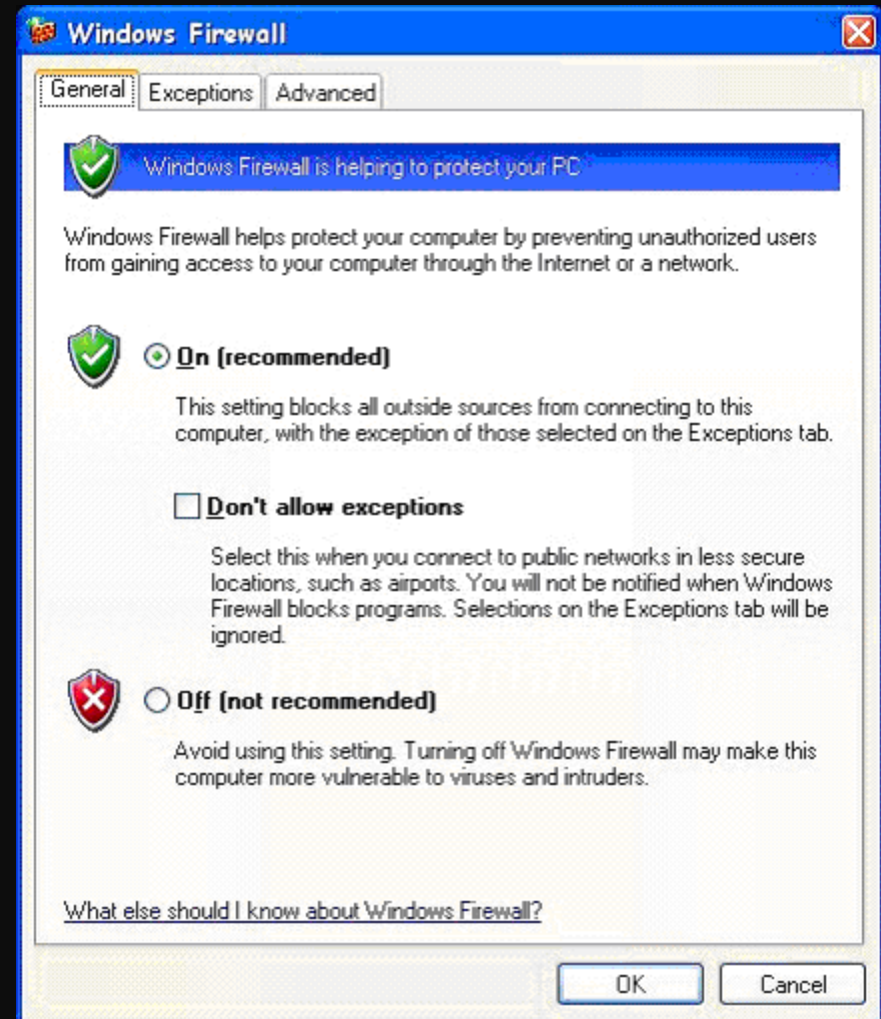 Windows Firewall
General Exceptions Advanced
Windows Firewall is helping to protect your PC
Windows Firewall helps protect your computer by preventing unauthorized users
from gaining access to your computer through the Internet or a network.
On (recommended)
This setting blocks all outside sources from connecting to this
computer, with the exception of those selected on the Exceptions tab.
Don't allow exceptions
Select this when you connect to public networks in less secure
locations, such as airports. You will not be notified when Windows
Firewall blocks programs. Selections on the Exceptions tab will be
ignored.
Off (not recommended)
Avoid using this setting. Turning off Windows Firewall may make this
computer more vulnerable to viruses and intruders.
What else should I know about Windows Firewall?
OK Cancel